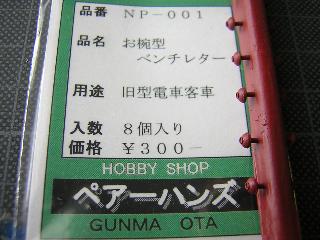 品番 NP-001
品名 お椀型
ベンチレター
用途 旧型電車客車
入数 8個入り
価格 ¥300-
HOBBY SHOP
ペアーハンズ
GUNMA OTA